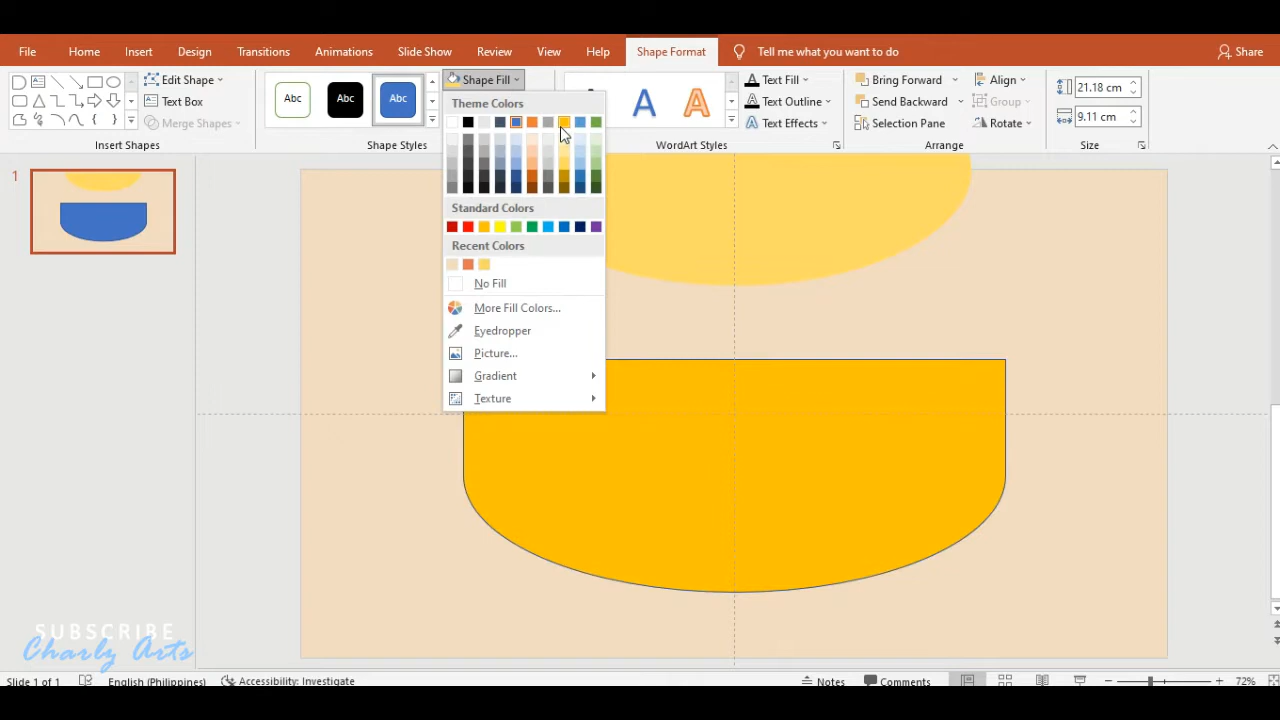 File Home Insert Design Transitions Animations Slide Show Review View Help Shape Format Tell me what you want to do Share
Edit Shape Text Box Merge Shapes Insert Shapes
Abc Abc Abc Shape Styles
Shape Fill
A A WordArt Styles
Text Fill Text Outline Text Effects
Bring Forward Send Backward Selection Pane Align Group Rotate Arrange
21.18 cm
9.11 cm
Size
Theme Colors
Standard Colors
Recent Colors
No Fill
More Fill Colors...
Eyedropper
Picture...
Gradient
Texture
1
SUBSCRIBE
Charly Arts
Slide 1 of 1 English (Philippines) Accessibility: Investigate Notes Comments 72%